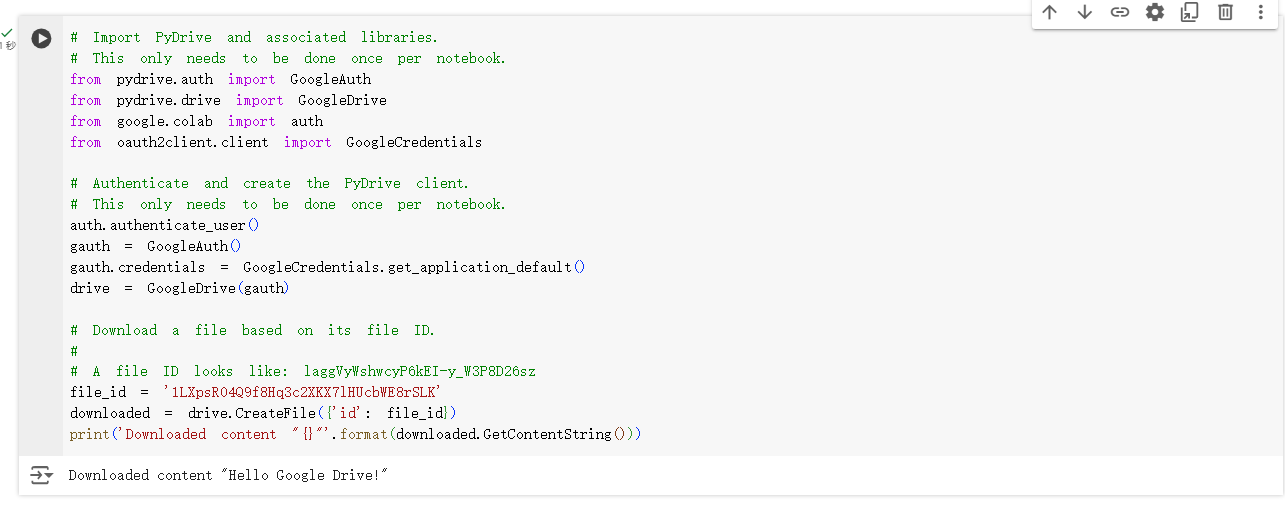 1 秒
# Import PyDrive and associated libraries.
# This only needs to be done once per notebook.
from pydrive.auth import GoogleAuth
from pydrive.drive import GoogleDrive
from google.colab import auth
from oauth2client.client import GoogleCredentials
# Authenticate and create the PyDrive client.
# This only needs to be done once per notebook.
auth.authenticate_user()
gauth = GoogleAuth()
gauth.credentials = GoogleCredentials.get_application_default()
drive = GoogleDrive(gauth)
# Download a file based on its file ID.
#
# A file ID looks like: laggVyWshwcyP6kEI-y_W3P8D26sz
file_id = '1LXpsR04Q9f8Hq3c2XKX7lHUcbWE8rSLK'
downloaded = drive.CreateFile({'id': file_id})
print('Downloaded content "{}"'.format(downloaded.GetContentString()))
Downloaded content "Hello Google Drive!"